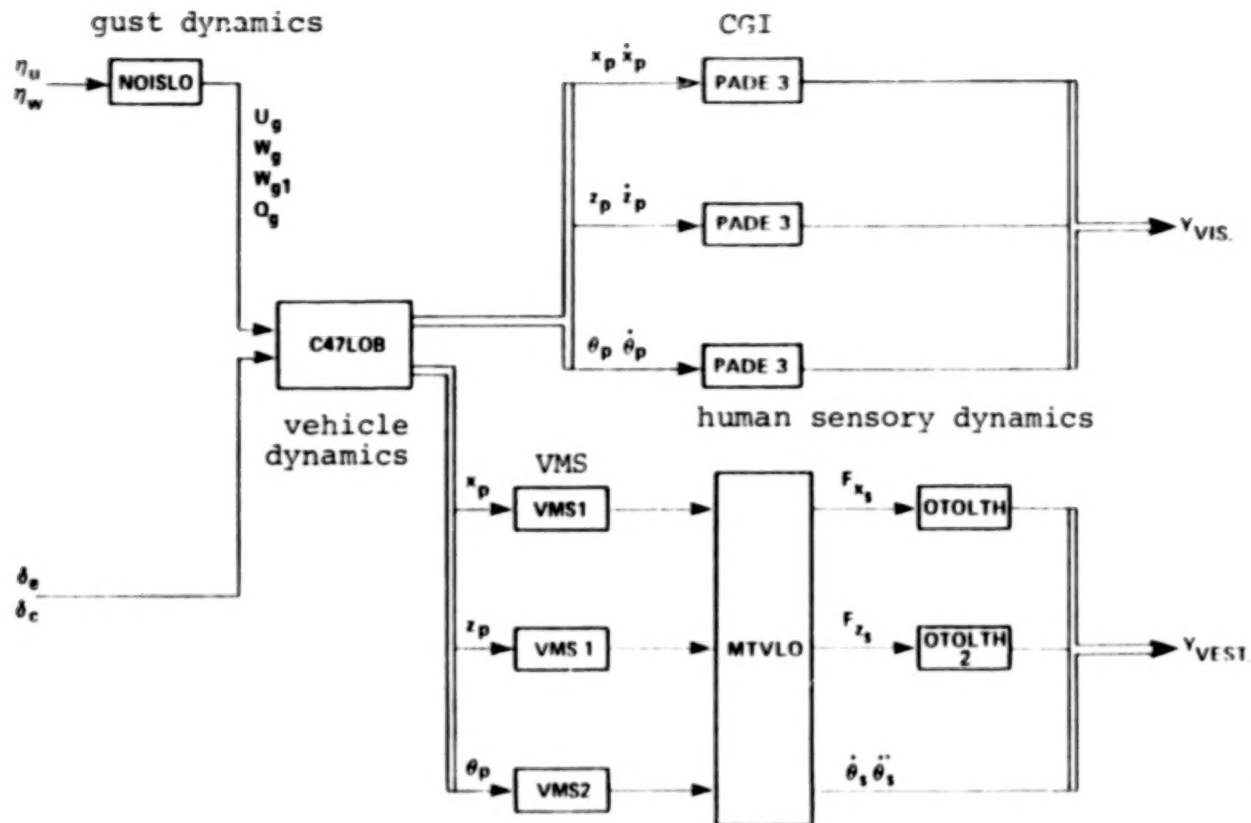 gust dynamics
CGI
η_u
η_w
NOISLO
U_g
W_g
W_g1
Q_g
x_p ẋ_p
PADE 3
z_p ż_p
PADE 3
Y_VIS.
C47LOB
θ_p θ̇_p
PADE 3
vehicle
dynamics
human sensory dynamics
VMS
x_p
VMS1
MTVLO
F_x_s
OTOLTH
δ_e
δ_c
z_p
VMS 1
F_z_s
OTOLTH
2
Y_VEST.
θ_p
VMS2
θ̇_s θ̈_s